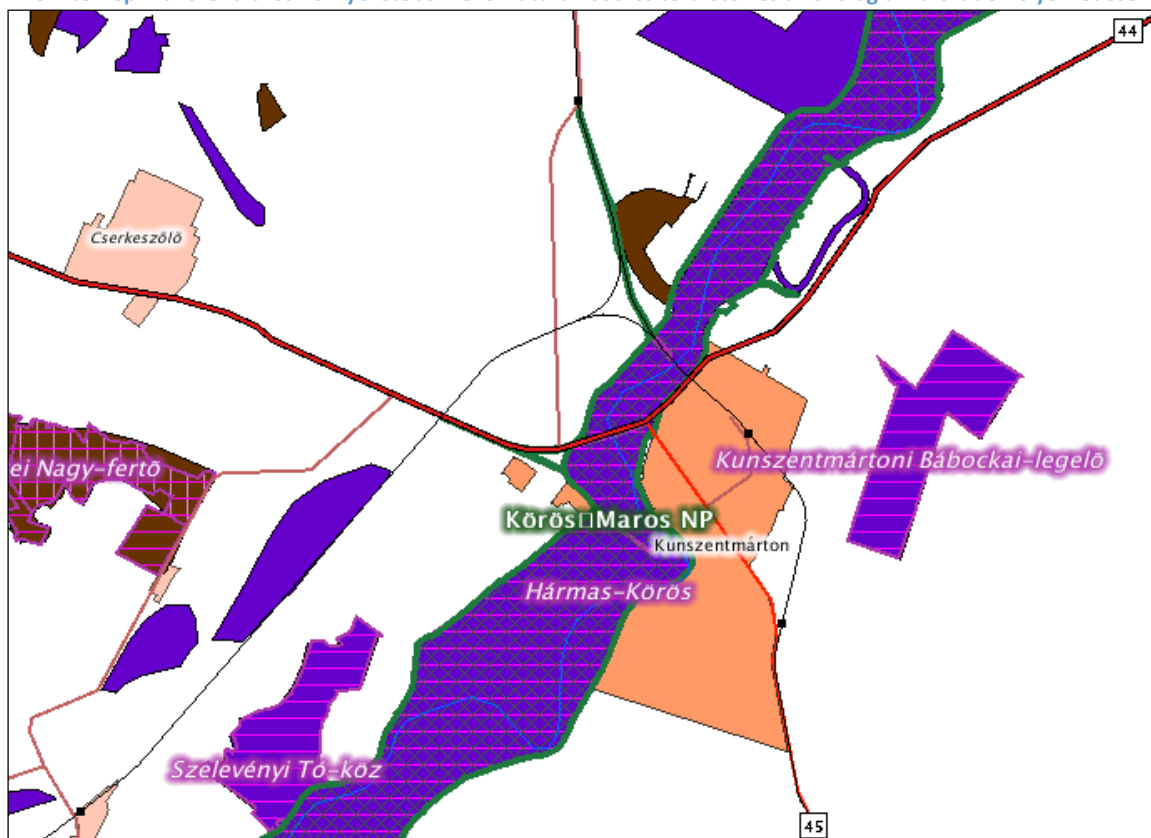 44
Cserkeszőlő
ei Nagy-fertő
Kunszentmártoni Bábockai-legelő
Körös□Maros NP
Kunszentmárton
Hármas-Körös
Szelevényi Tó-köz
45